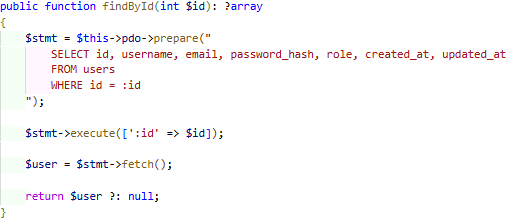 public function findById(int $id): ?array
{
    $stmt = $this->pdo->prepare("
        SELECT id, username, email, password_hash, role, created_at, updated_at
        FROM users
        WHERE id = :id
    ");

    $stmt->execute([':id' => $id]);

    $user = $stmt->fetch();

    return $user ?: null;
}